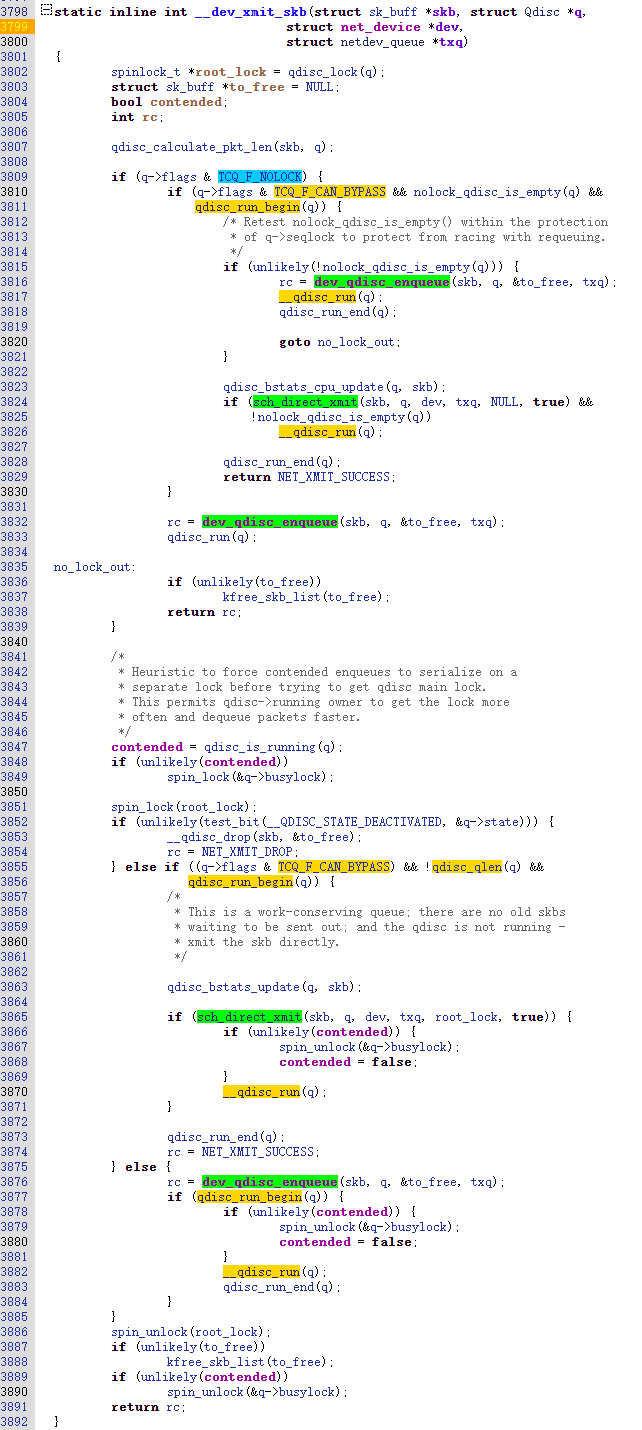 3798 static inline int __dev_xmit_skb(struct sk_buff *skb, struct Qdisc *q,
3799 struct net_device *dev,
3800 struct netdev_queue *txq)
3801 {
3802 spinlock_t *root_lock = qdisc_lock(q);
3803 struct sk_buff *to_free = NULL;
3804 bool contended;
3805 int rc;
3806
3807 qdisc_calculate_pkt_len(skb, q);
3808
3809 if (q->flags & TCQ_F_NOLOCK) {
3810 if (q->flags & TCQ_F_CAN_BYPASS && nolock_qdisc_is_empty(q) &&
3811 qdisc_run_begin(q)) {
3812 /* Retest nolock_qdisc_is_empty() within the protection
3813 * of q->seqlock to protect from racing with requeuing.
3814 */
3815 if (unlikely(!nolock_qdisc_is_empty(q))) {
3816 rc = dev_qdisc_enqueue(skb, q, &to_free, txq);
3817 __qdisc_run(q);
3818 qdisc_run_end(q);
3819
3820 goto no_lock_out;
3821 }
3822
3823 qdisc_bstats_cpu_update(q, skb);
3824 if (sch_direct_xmit(skb, q, dev, txq, NULL, true) &&
3825 !nolock_qdisc_is_empty(q))
3826 __qdisc_run(q);
3827
3828 qdisc_run_end(q);
3829 return NET_XMIT_SUCCESS;
3830 }
3831
3832 rc = dev_qdisc_enqueue(skb, q, &to_free, txq);
3833 qdisc_run(q);
3834
3835 no_lock_out:
3836 if (unlikely(to_free))
3837 kfree_skb_list(to_free);
3838 return rc;
3839 }
3840
3841 /*
3842 * Heuristic to force contended enqueues to serialize on a
3843 * separate lock before trying to get qdisc main lock.
3844 * This permits qdisc->running owner to get the lock more
3845 * often and dequeue packets faster.
3846 */
3847 contended = qdisc_is_running(q);
3848 if (unlikely(contended))
3849 spin_lock(&q->busylock);
3850
3851 spin_lock(root_lock);
3852 if (unlikely(test_bit(__QDISC_STATE_DEACTIVATED, &q->state))) {
3853 __qdisc_drop(skb, &to_free);
3854 rc = NET_XMIT_DROP;
3855 } else if ((q->flags & TCQ_F_CAN_BYPASS) && !qdisc_qlen(q) &&
3856 qdisc_run_begin(q)) {
3857 /*
3858 * This is a work-conserving queue; there are no old skbs
3859 * waiting to be sent out; and the qdisc is not running -
3860 * xmit the skb directly.
3861 */
3862
3863 qdisc_bstats_update(q, skb);
3864
3865 if (sch_direct_xmit(skb, q, dev, txq, root_lock, true)) {
3866 if (unlikely(contended)) {
3867 spin_unlock(&q->busylock);
3868 contended = false;
3869 }
3870 __qdisc_run(q);
3871 }
3872
3873 qdisc_run_end(q);
3874 rc = NET_XMIT_SUCCESS;
3875 } else {
3876 rc = dev_qdisc_enqueue(skb, q, &to_free, txq);
3877 if (qdisc_run_begin(q)) {
3878 if (unlikely(contended)) {
3879 spin_unlock(&q->busylock);
3880 contended = false;
3881 }
3882 __qdisc_run(q);
3883 qdisc_run_end(q);
3884 }
3885 }
3886 spin_unlock(root_lock);
3887 if (unlikely(to_free))
3888 kfree_skb_list(to_free);
3889 if (unlikely(contended))
3890 spin_unlock(&q->busylock);
3891 return rc;
3892 }